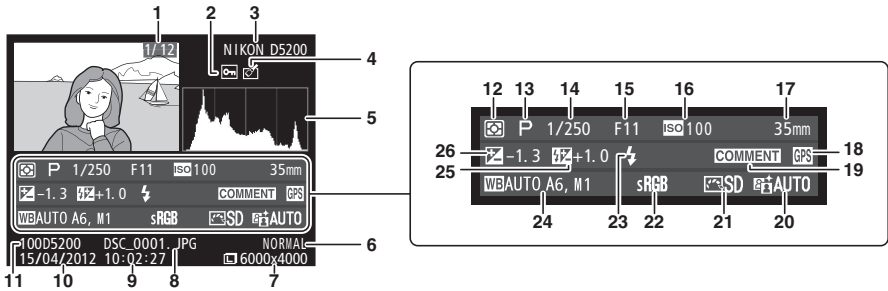 1
2
3
1/12
NIKON D5200
4
5
P 1/250 F11 ISO 100 35mm
-1.3 +1.0 COMMENT GPS
WB AUTO A6, M1 sRGB SD AUTO
100D5200 DSC_0001.JPG NORMAL
15/04/2012 10:02:27 6000x4000
6
11 10 9 8 7
12 13 14 15 16 17
P 1/250 F11 ISO 100 35mm
26 -1.3 +1.0 COMMENT GPS 18
25 19
WB AUTO A6, M1 sRGB SD AUTO
24 23 22 21 20